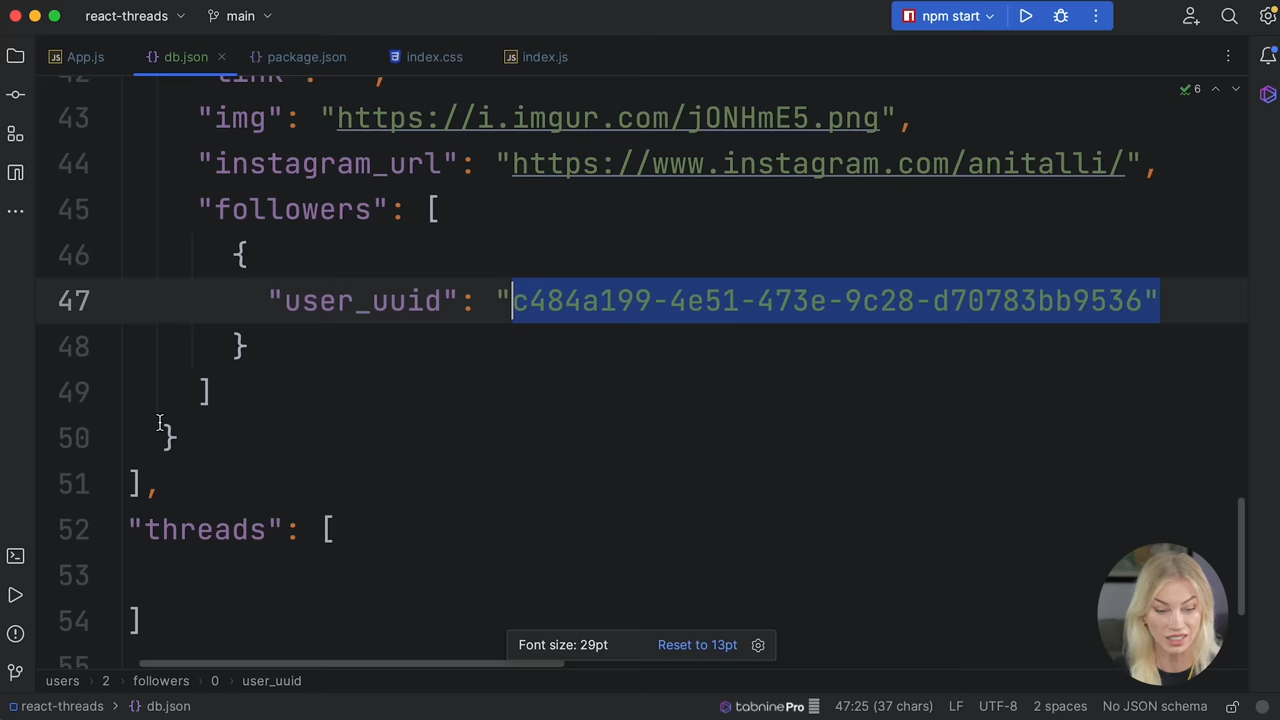 react-threads
main
npm start
App.js
db.json
package.json
index.css
index.js
6
43 "img": "https://i.imgur.com/jONHmE5.png",
44 "instagram_url": "https://www.instagram.com/anitalli/",
45 "followers": [
46 {
47 "user_uuid": "c484a199-4e51-473e-9c28-d70783bb9536"
48 }
49 ]
50 }
51 ],
52 "threads": [
53
54 ]
Font size: 29pt Reset to 13pt
users > 2 > followers > 0 > user_uuid
react-threads > db.json
tabnine Pro
47:25 (37 chars) LF UTF-8 2 spaces No JSON schema